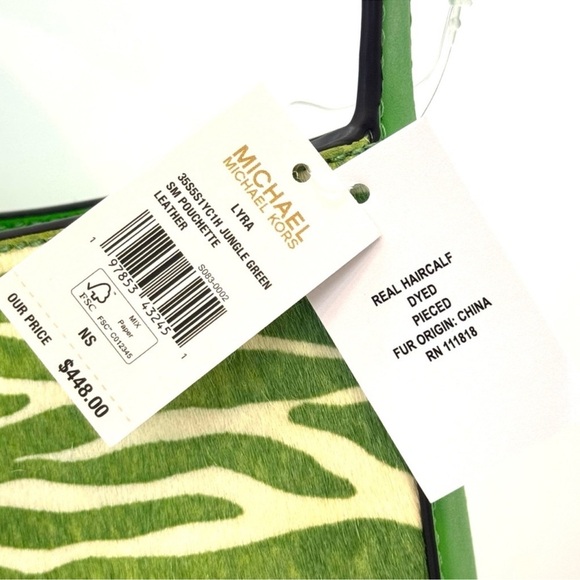 MICHAEL
MICHAEL KORS
LYRA
35S5S1YC1H JUNGLE GREEN
SM POUCHETTE
LEATHER
S083-0002
1 97853 43245 1
FSC
MIX
Paper
FSC® C012345
NS
OUR PRICE
$448.00
REAL HAIRCALF
DYED
PIECED
FUR ORIGIN: CHINA
RN 111818